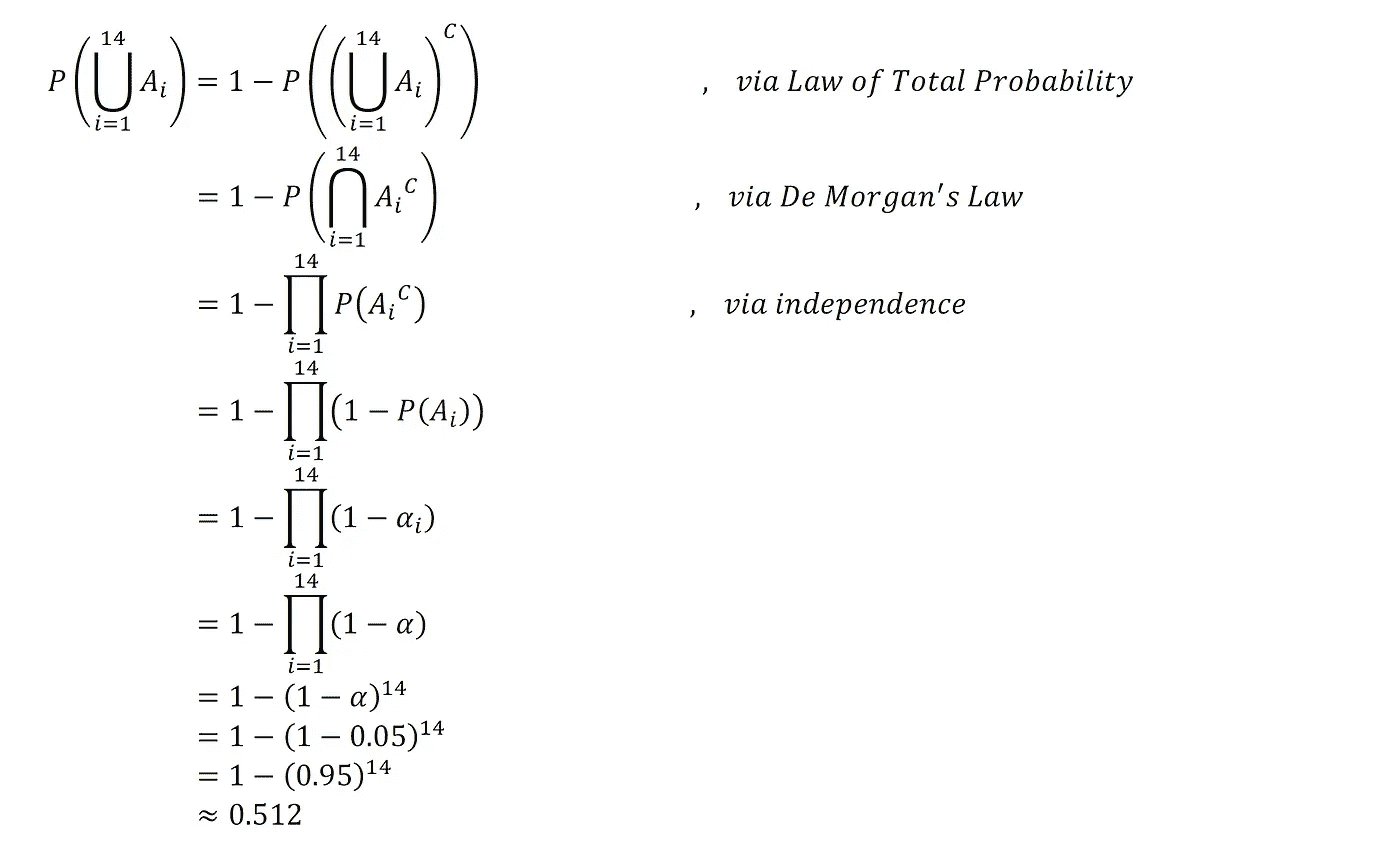 P(⋃_{i=1}^{14} A_i) = 1 − P((⋃_{i=1}^{14} A_i)^C) , via Law of Total Probability
= 1 − P(⋂_{i=1}^{14} A_i^C) , via De Morgan's Law
= 1 − ∏_{i=1}^{14} P(A_i^C) , via independence
= 1 − ∏_{i=1}^{14} (1 − P(A_i))
= 1 − ∏_{i=1}^{14} (1 − α_i)
= 1 − ∏_{i=1}^{14} (1 − α)
= 1 − (1 − α)^{14}
= 1 − (1 − 0.05)^{14}
= 1 − (0.95)^{14}
≈ 0.512